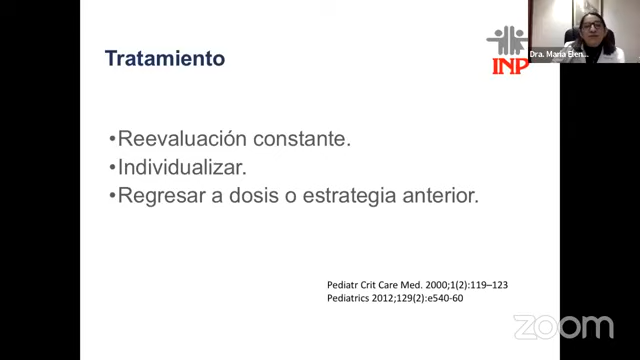 Tratamiento
INP
Dra. Maria Elen...
•Reevaluación constante.
•Individualizar.
•Regresar a dosis o estrategia anterior.
Pediatr Crit Care Med. 2000;1(2):119–123
Pediatrics 2012;129(2):e540-60
zoom